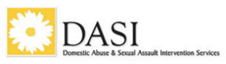 DASI
Domestic Abuse & Sexual Assault Intervention Services